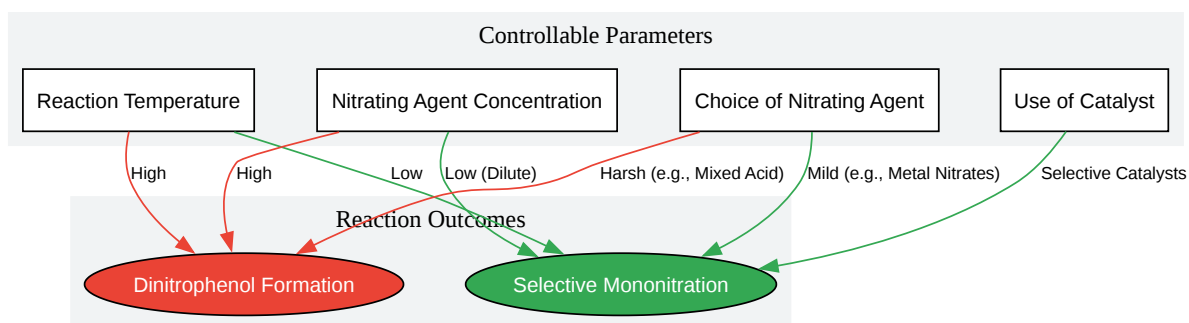 Controllable Parameters
Reaction Temperature
Nitrating Agent Concentration
Choice of Nitrating Agent
Use of Catalyst
High
High
Low
Low (Dilute)
Harsh (e.g., Mixed Acid)
Mild (e.g., Metal Nitrates)
Selective Catalysts
Reaction Outcomes
Dinitrophenol Formation
Selective Mononitration